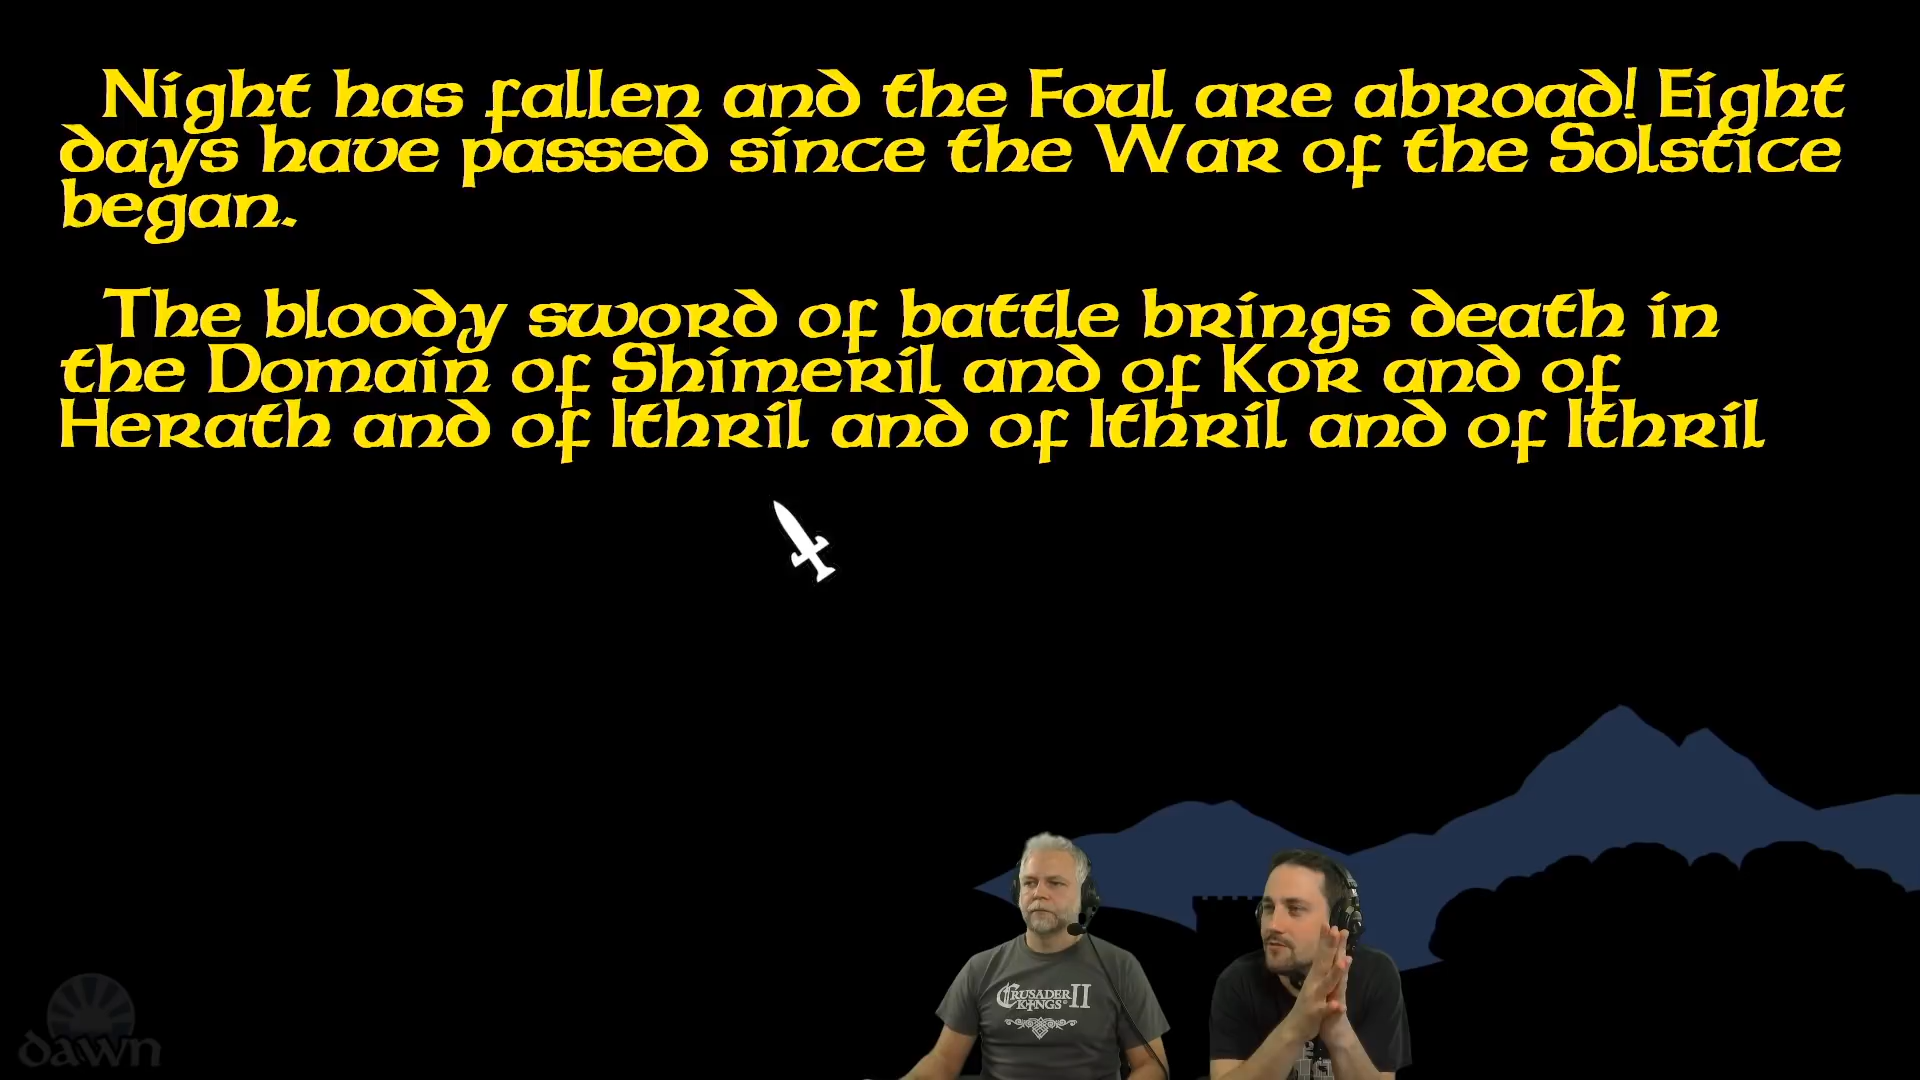 Night has fallen and the Foul are abroad! Eight
days have passed since the War of the Solstice
began.
The bloody sword of battle brings death in
the Domain of Shimeril and of Kor and of
Herath and of Ithril and of Ithril and of Ithril
CRUSADER
KINGS II
dawn